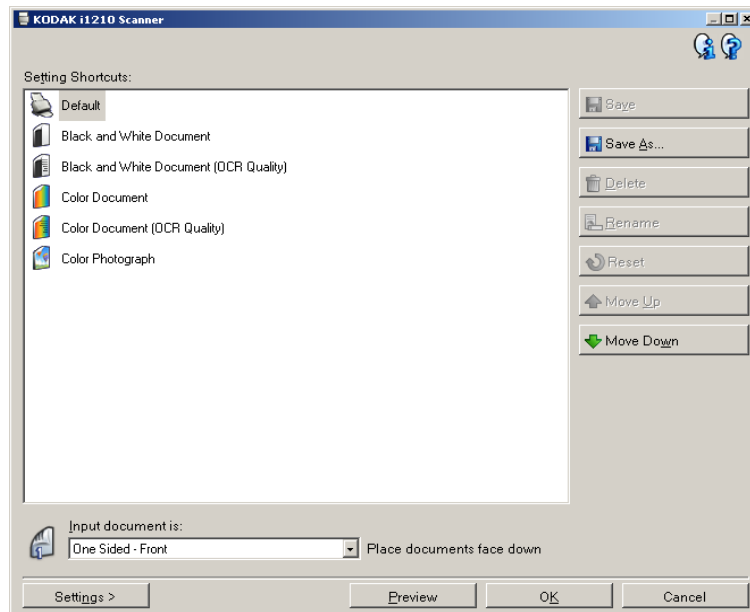 KODAK i1210 Scanner
Setting Shortcuts:
Default
Black and White Document
Black and White Document (OCR Quality)
Color Document
Color Document (OCR Quality)
Color Photograph
Save
Save As...
Delete
Rename
Reset
Move Up
Move Down
Input document is:
One Sided - Front
Place documents face down
Settings >
Preview
OK
Cancel